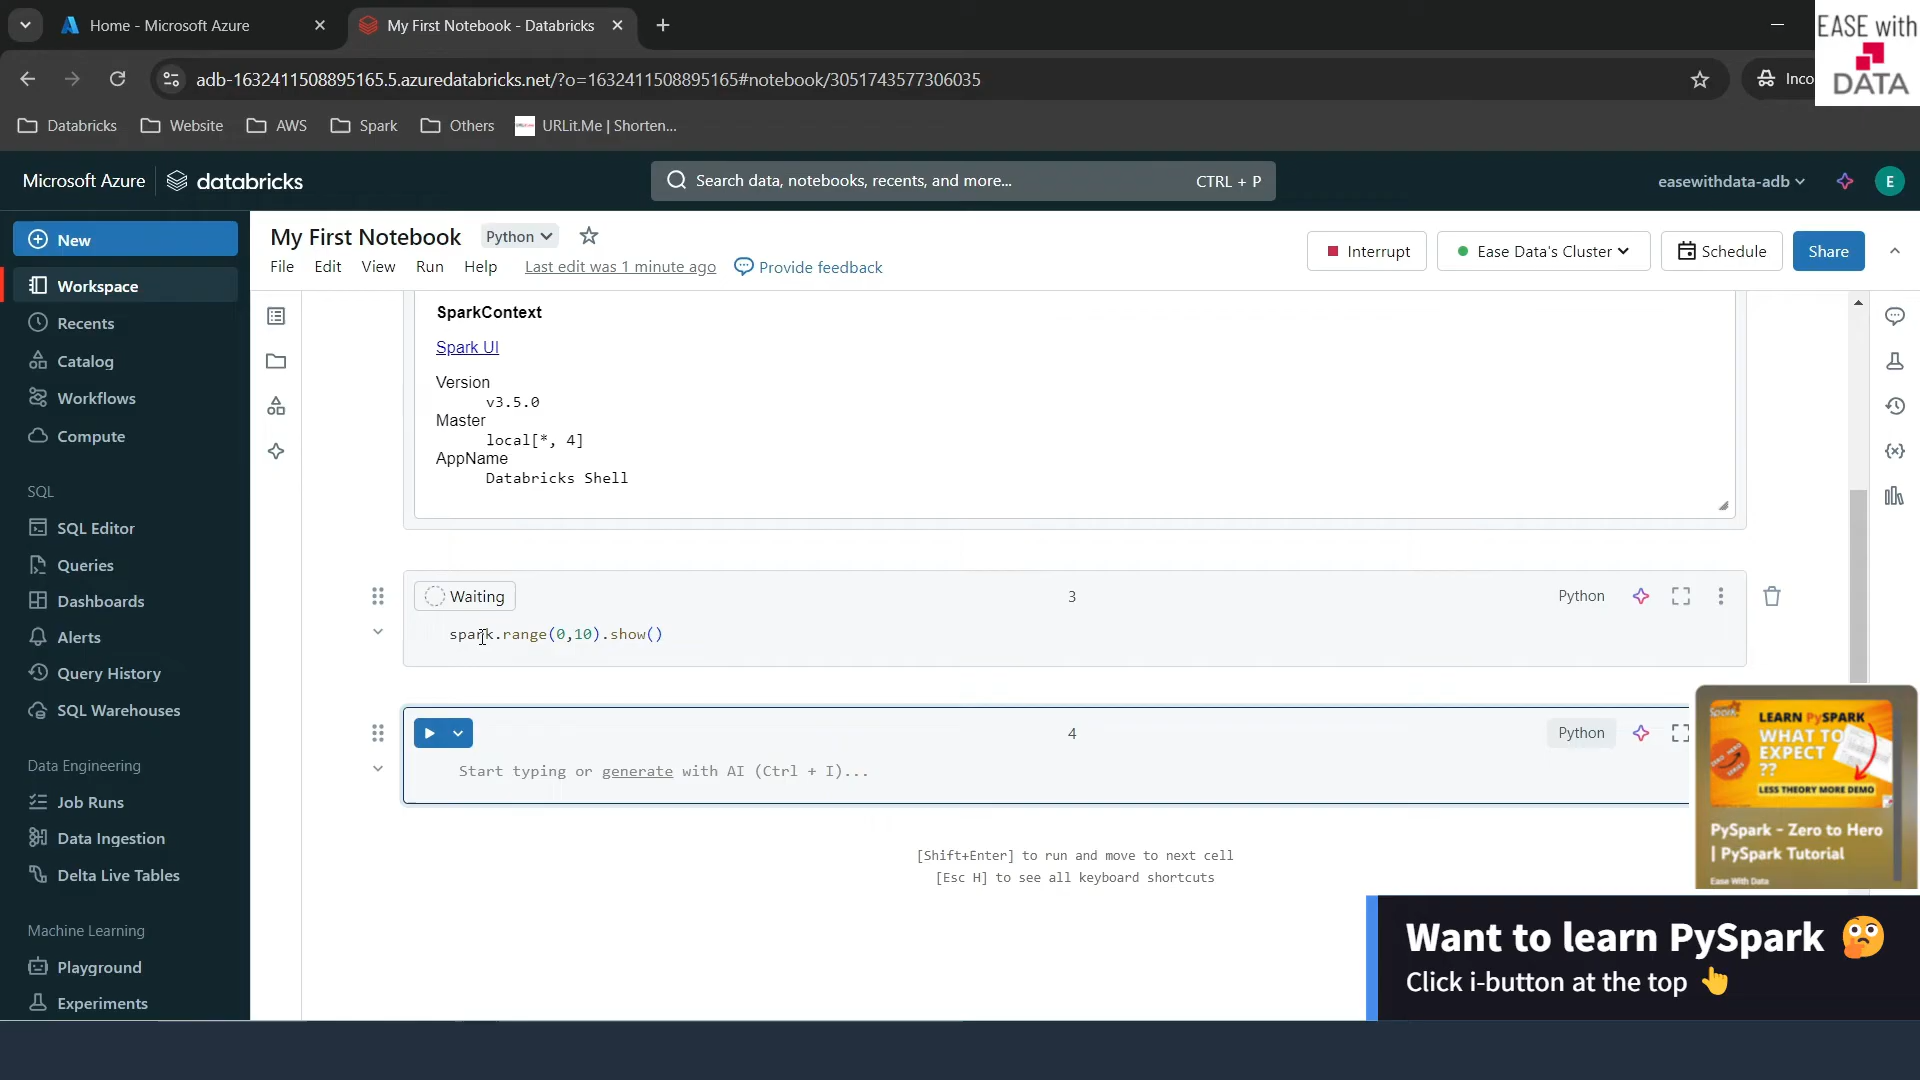 Home - Microsoft Azure
My First Notebook - Databricks
adb-1632411508895165.5.azuredatabricks.net/?o=1632411508895165#notebook/3051743577306035
Inco
EASE with
DATA
Databricks
Website
AWS
Spark
Others
URLit.Me | Shorten...
Microsoft Azure
databricks
Search data, notebooks, recents, and more...
CTRL + P
easewithdata-adb
E
New
Workspace
Recents
Catalog
Workflows
Compute
SQL
SQL Editor
Queries
Dashboards
Alerts
Query History
SQL Warehouses
Data Engineering
Job Runs
Data Ingestion
Delta Live Tables
Machine Learning
Playground
Experiments
My First Notebook
Python
File
Edit
View
Run
Help
Last edit was 1 minute ago
Provide feedback
Interrupt
Ease Data's Cluster
Schedule
Share
SparkContext
Spark UI
Version
v3.5.0
Master
local[*, 4]
AppName
Databricks Shell
Waiting
3
Python
spark.range(0,10).show()
4
Python
Start typing or generate with AI (Ctrl + I)...
[Shift+Enter] to run and move to next cell
[Esc H] to see all keyboard shortcuts
LEARN PySPARK
WHAT TO
EXPECT
??
LESS THEORY MORE DEMO
PySpark - Zero to Hero
| PySpark Tutorial
Ease With Data
Want to learn PySpark
Click i-button at the top